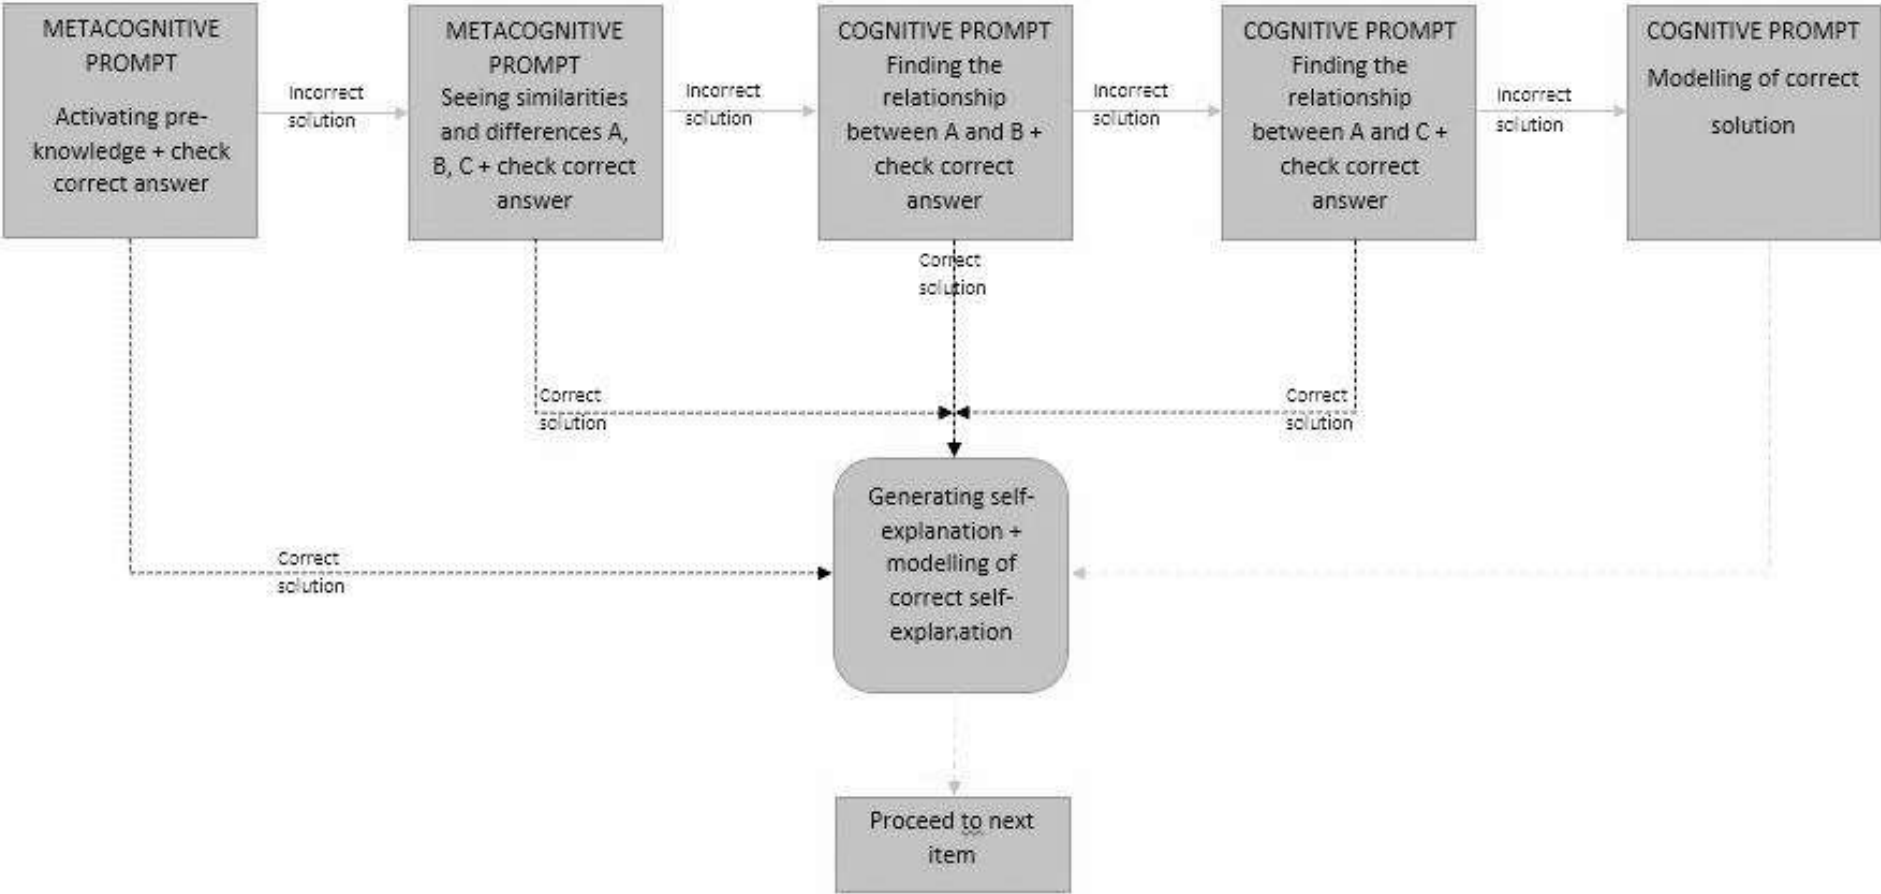 METACOGNITIVE
PROMPT
Activating pre-
knowledge + check
correct answer
Incorrect
solution
METACOGNITIVE
PROMPT
Seeing similarities
and differences A,
B, C + check correct
answer
Incorrect
solution
COGNITIVE PROMPT
Finding the
relationship
between A and B +
check correct
answer
Incorrect
solution
COGNITIVE PROMPT
Finding the
relationship
between A and C +
check correct
answer
Incorrect
solution
COGNITIVE PROMPT
Modelling of correct
solution
Correct
solution
Correct
solution
Correct
solution
Correct
solution
Generating self-
explanation +
modelling of
correct self-
explanation
Proceed to next
item